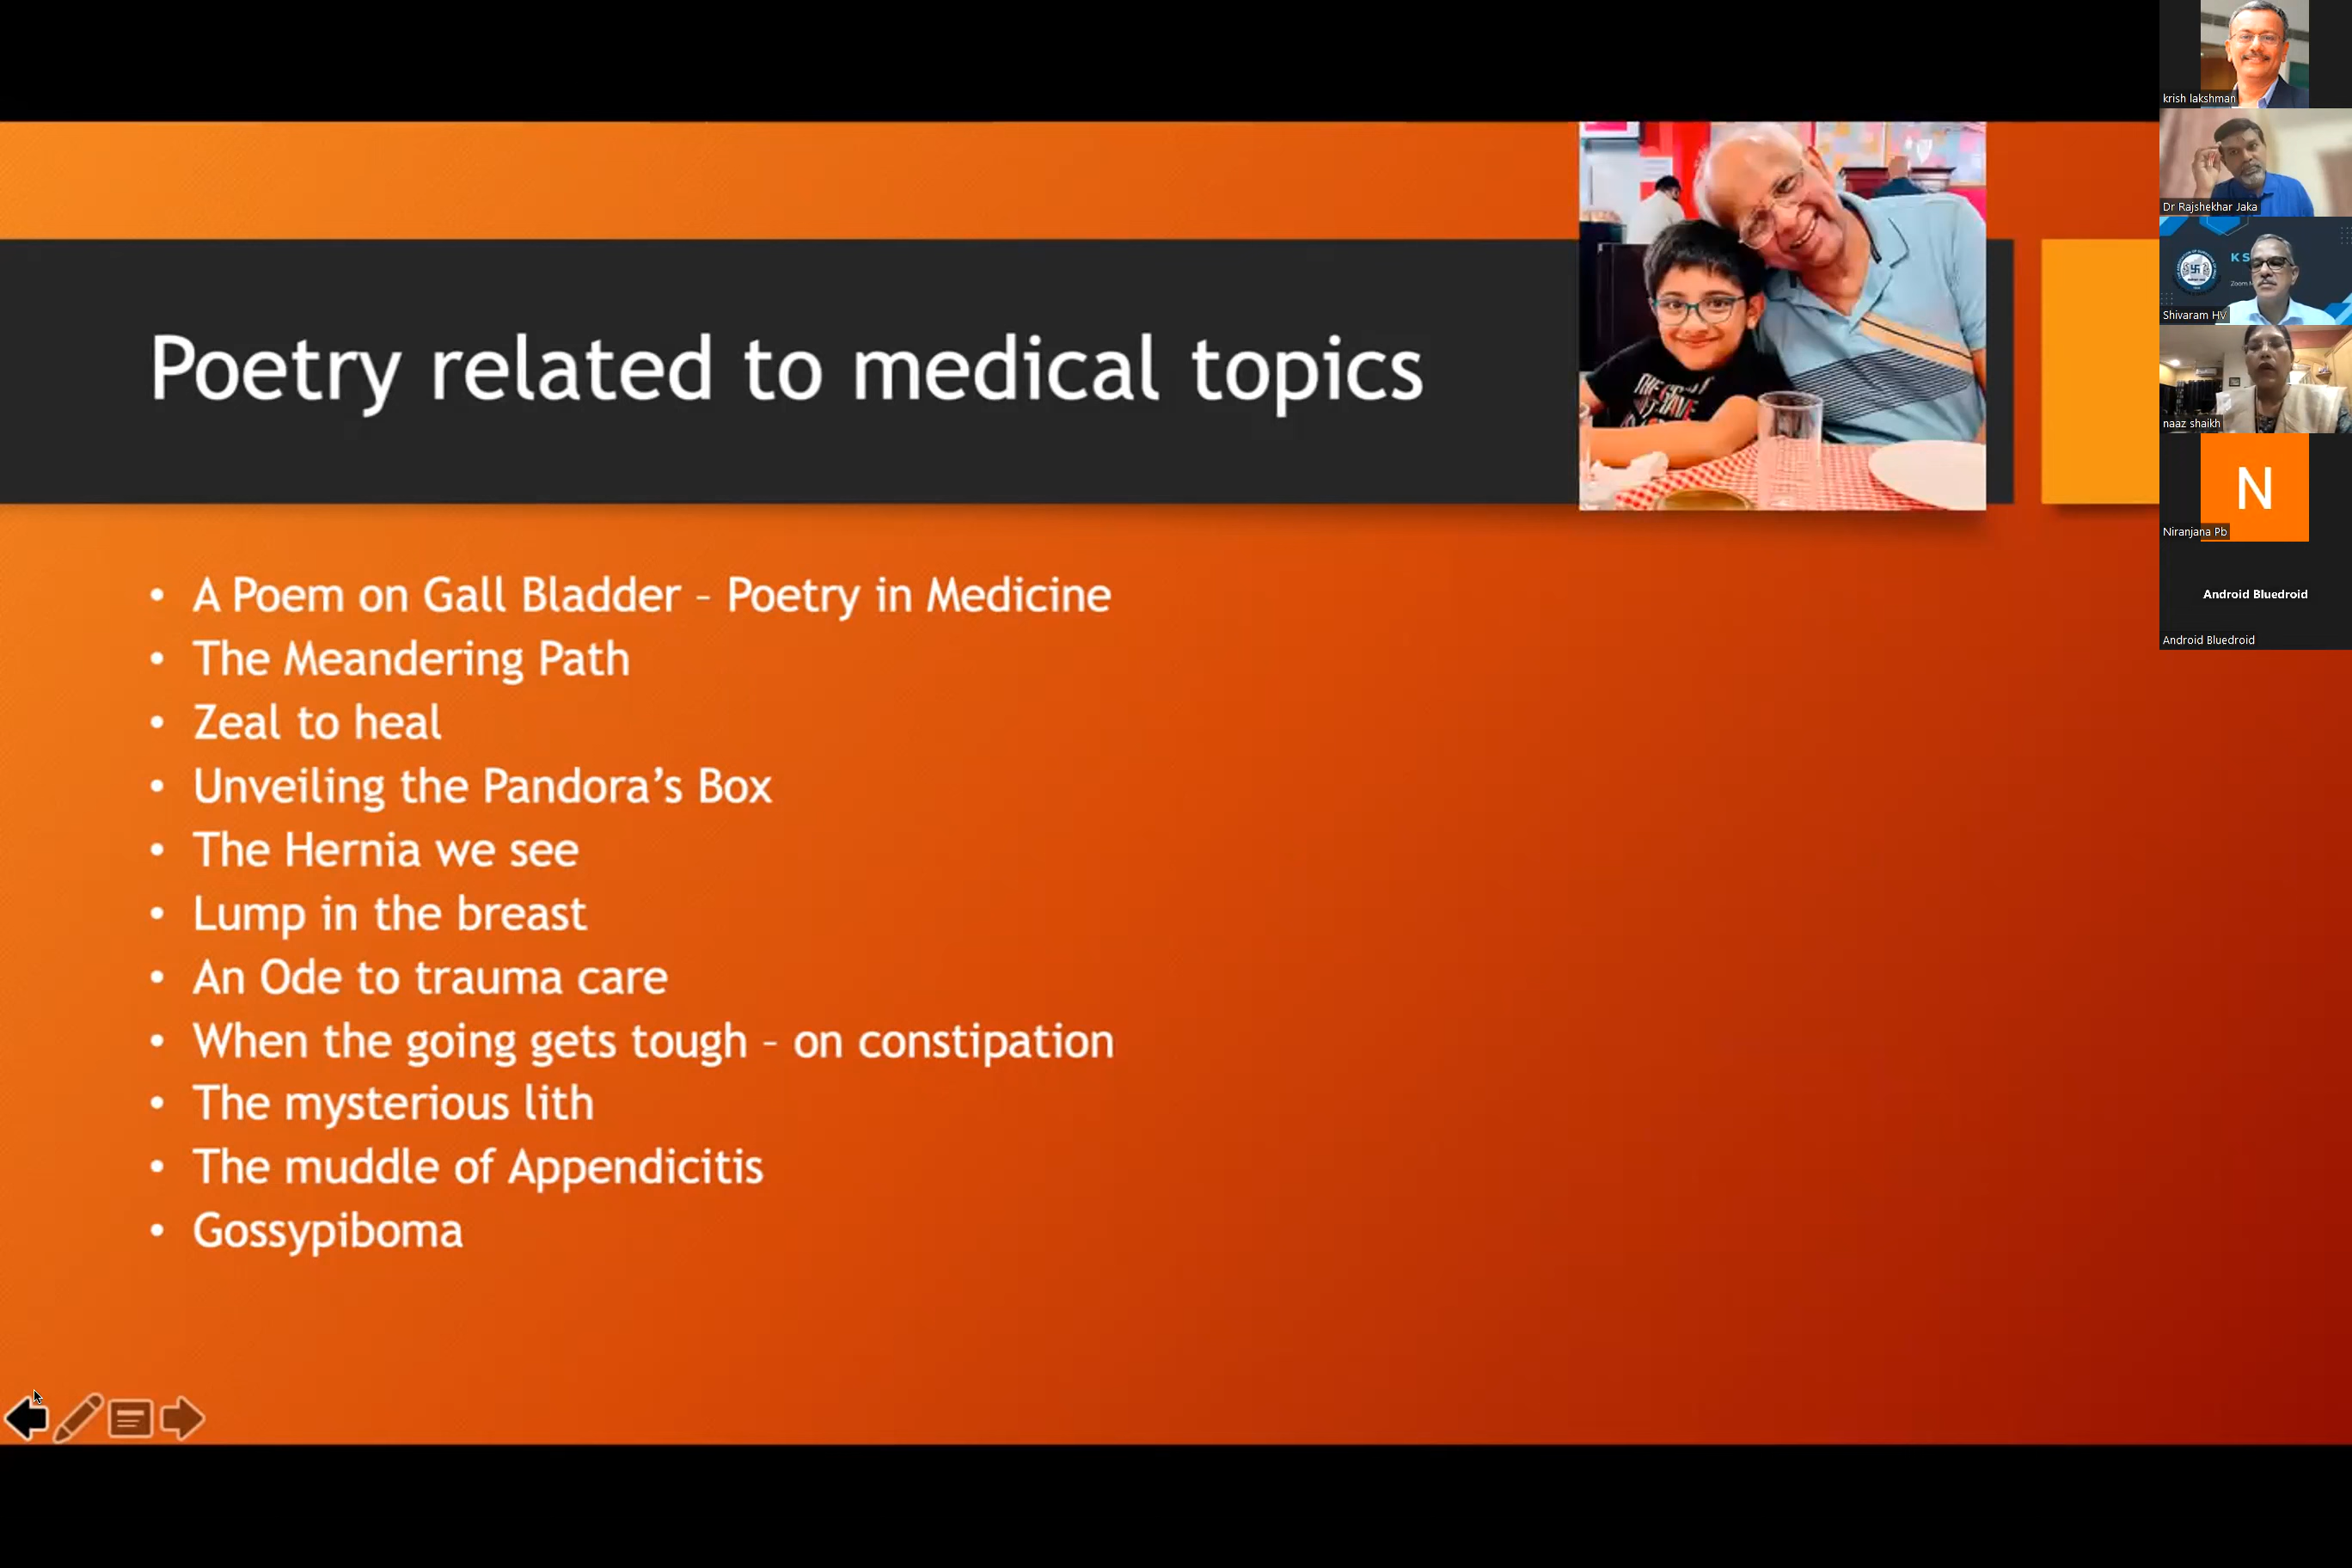 Poetry related to medical topics
• A Poem on Gall Bladder – Poetry in Medicine
• The Meandering Path
• Zeal to heal
• Unveiling the Pandora’s Box
• The Hernia we see
• Lump in the breast
• An Ode to trauma care
• When the going gets tough – on constipation
• The mysterious lith
• The muddle of Appendicitis
• Gossypiboma
krish lakshman
Dr Rajshekhar Jaka
K S
Zoom
Shivaram HV
naaz shaikh
N
Niranjana Pb
Android Bluedroid
Android Bluedroid